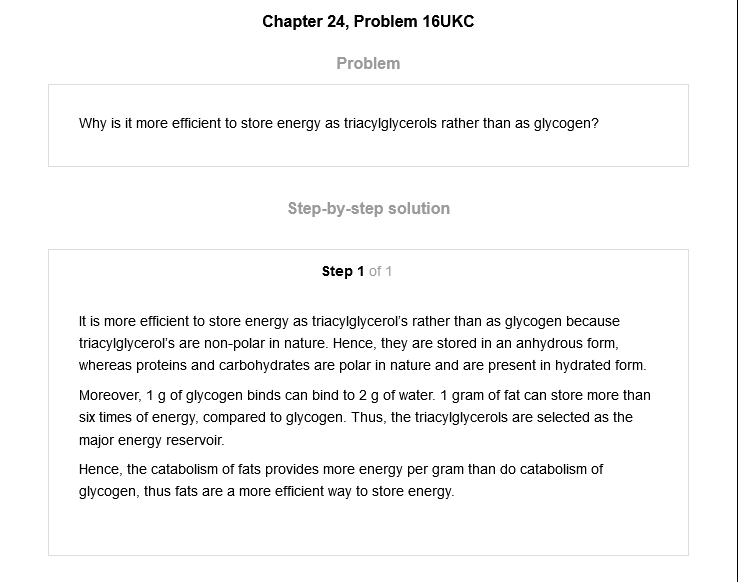 Chapter 24, Problem 16UKC
Problem
Why is it more efficient to store energy as triacylglycerols rather than as glycogen?
Step-by-step solution
Step 1 of 1
It is more efficient to store energy as triacylglycerol's rather than as glycogen because
triacylglycerol's are non-polar in nature. Hence, they are stored in an anhydrous form,
whereas proteins and carbohydrates are polar in nature and are present in hydrated form.
Moreover, 1 g of glycogen binds can bind to 2 g of water. 1 gram of fat can store more than
six times of energy, compared to glycogen. Thus, the triacylglycerols are selected as the
major energy reservoir.
Hence, the catabolism of fats provides more energy per gram than do catabolism of
glycogen, thus fats are a more efficient way to store energy.